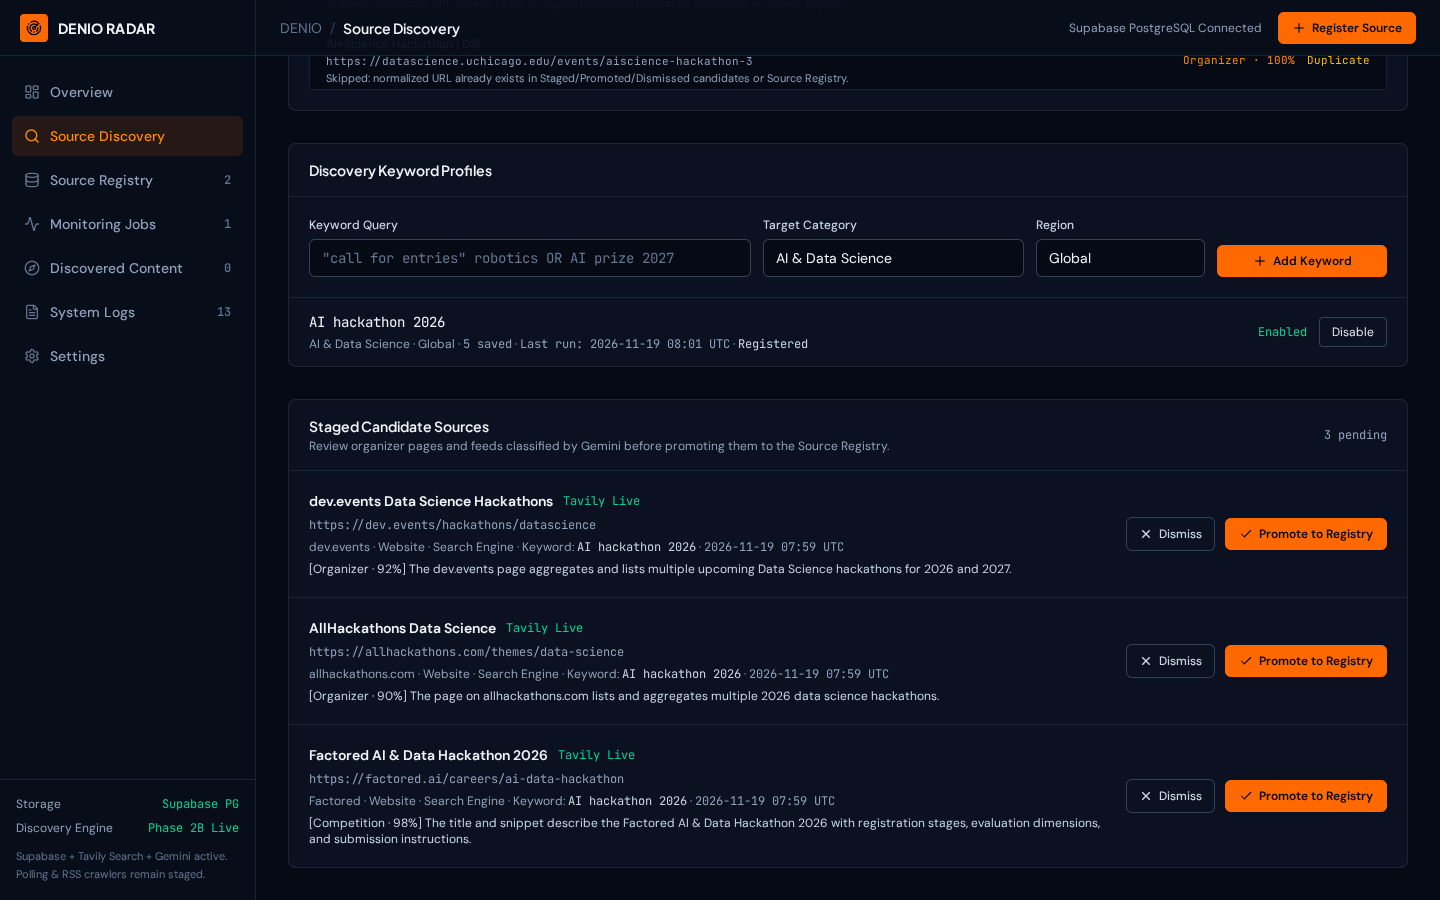 DENIO RADAR
DENIO / Source Discovery
Supabase PostgreSQL Connected
+ Register Source
Overview
Source Discovery
Source Registry 2
Monitoring Jobs 1
Discovered Content 0
System Logs 13
Settings
Storage Supabase PG
Discovery Engine Phase 2B Live
Supabase + Tavily Search + Gemini active.
Polling & RSS crawlers remain staged.
AI+Science Hackathon | DSI
https://datascience.uchicago.edu/events/aiscience-hackathon-3
Organizer · 100% Duplicate
Skipped: normalized URL already exists in Staged/Promoted/Dismissed candidates or Source Registry.
Discovery Keyword Profiles
Keyword Query Target Category Region
"call for entries" robotics OR AI prize 2027 AI & Data Science Global + Add Keyword
AI hackathon 2026
AI & Data Science · Global · 5 saved · Last run: 2026-11-19 08:01 UTC · Registered
Enabled Disable
Staged Candidate Sources
Review organizer pages and feeds classified by Gemini before promoting them to the Source Registry.
3 pending
dev.events Data Science Hackathons Tavily Live
https://dev.events/hackathons/datascience
dev.events · Website · Search Engine · Keyword: AI hackathon 2026 · 2026-11-19 07:59 UTC
[Organizer · 92%] The dev.events page aggregates and lists multiple upcoming Data Science hackathons for 2026 and 2027.
Dismiss Promote to Registry
AllHackathons Data Science Tavily Live
https://allhackathons.com/themes/data-science
allhackathons.com · Website · Search Engine · Keyword: AI hackathon 2026 · 2026-11-19 07:59 UTC
[Organizer · 90%] The page on allhackathons.com lists and aggregates multiple 2026 data science hackathons.
Dismiss Promote to Registry
Factored AI & Data Hackathon 2026 Tavily Live
https://factored.ai/careers/ai-data-hackathon
Factored · Website · Search Engine · Keyword: AI hackathon 2026 · 2026-11-19 07:59 UTC
[Competition · 98%] The title and snippet describe the Factored AI & Data Hackathon 2026 with registration stages, evaluation dimensions,
and submission instructions.
Dismiss Promote to Registry